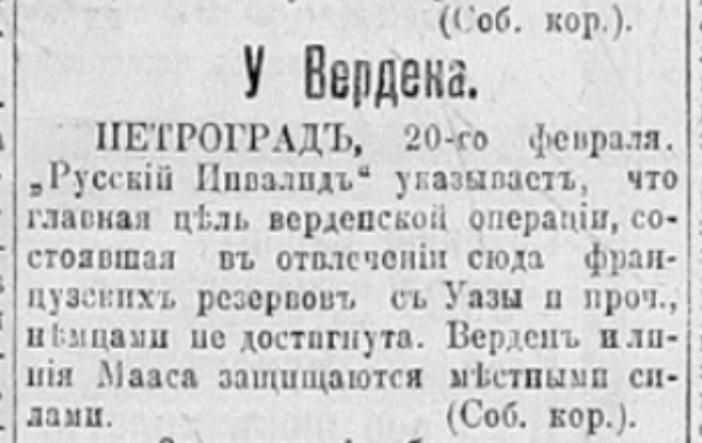 (Соб. кор.).
У Вердена.
ПЕТРОГРАДЪ, 20-го февраля.
„Русскій Инвалидъ“ указываетъ, что
главная цѣль верденской операціи, со-
стоявшая въ отвлеченіи сюда фран-
цузскихъ резервовъ съ Уазы и проч.,
нѣмцами не достигнута. Верденъ и ли-
нія Мааса защищаются мѣстными си-
лами. (Соб. кор.).